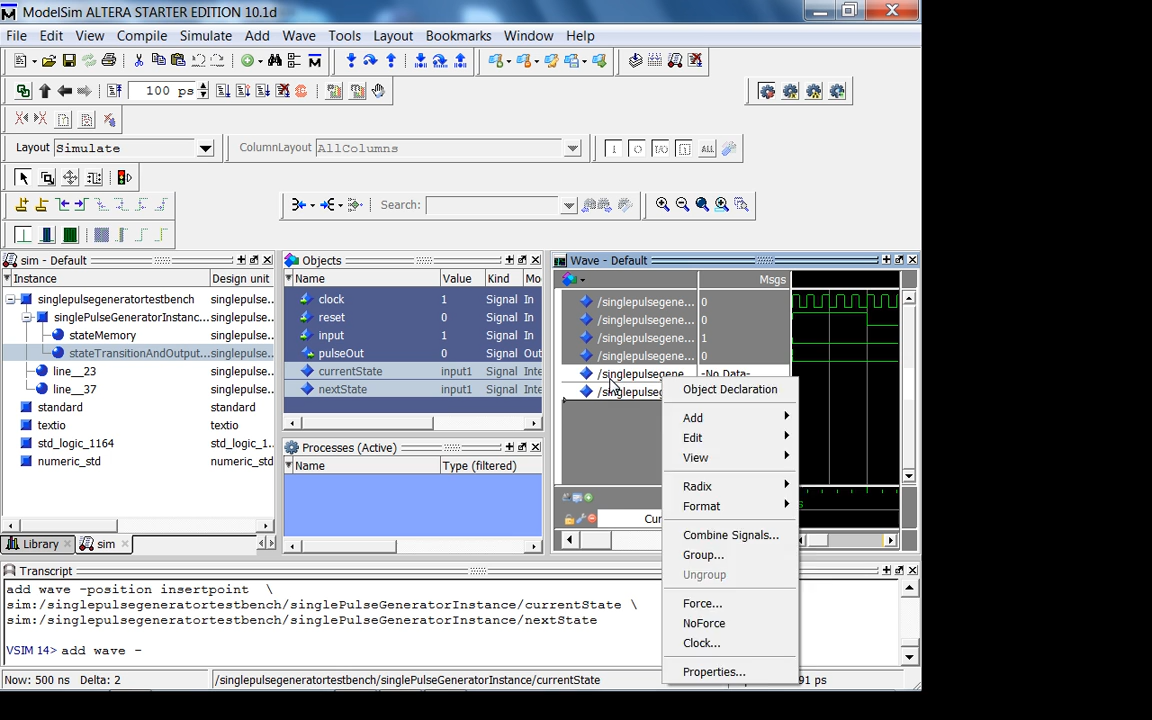 ModelSim ALTERA STARTER EDITION 10.1d
File Edit View Compile Simulate Add Wave Tools Layout Bookmarks Window Help
100 ps
Layout Simulate ColumnLayout AllColumns
Search:
sim - Default
Instance Design unit
singlepulsegeneratortestbench singlepulse...
singlePulseGeneratorInstanc... singlepulse...
stateMemory singlepulse...
stateTransitionAndOutput... singlepulse...
line__23 singlepulse...
line__37 singlepulse...
standard standard
textio textio
std_logic_1164 std_logic_1...
numeric_std numeric_std
Library sim
Objects
Name Value Kind Mo
clock 1 Signal In
reset 0 Signal In
input 1 Signal In
pulseOut 0 Signal Out
currentState input1 Signal Inte
nextState input1 Signal Inte
Processes (Active)
Name Type (filtered)
Wave - Default
Msgs
/singlepulsegene... 0
/singlepulsegene... 0
/singlepulsegene... 1
/singlepulsegene... 0
/singlepulsegene... -No Data-
/singlepulseg
Cur
Object Declaration
Add
Edit
View
Radix
Format
Combine Signals...
Group...
Ungroup
Force...
NoForce
Clock...
Properties...
Transcript
add wave -position insertpoint \
sim:/singlepulsegeneratortestbench/singlePulseGeneratorInstance/currentState \
sim:/singlepulsegeneratortestbench/singlePulseGeneratorInstance/nextState
VSIM 14> add wave -
Now: 500 ns Delta: 2 /singlepulsegeneratortestbench/singlePulseGeneratorInstance/currentState 91 ps